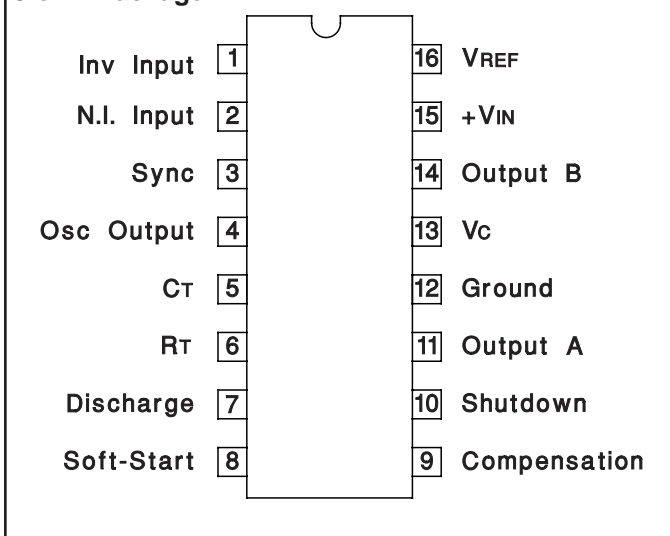 Inv Input 1
N.I. Input 2
Sync 3
Osc Output 4
CT 5
RT 6
Discharge 7
Soft-Start 8
16 VREF
15 +VIN
14 Output B
13 VC
12 Ground
11 Output A
10 Shutdown
9 Compensation